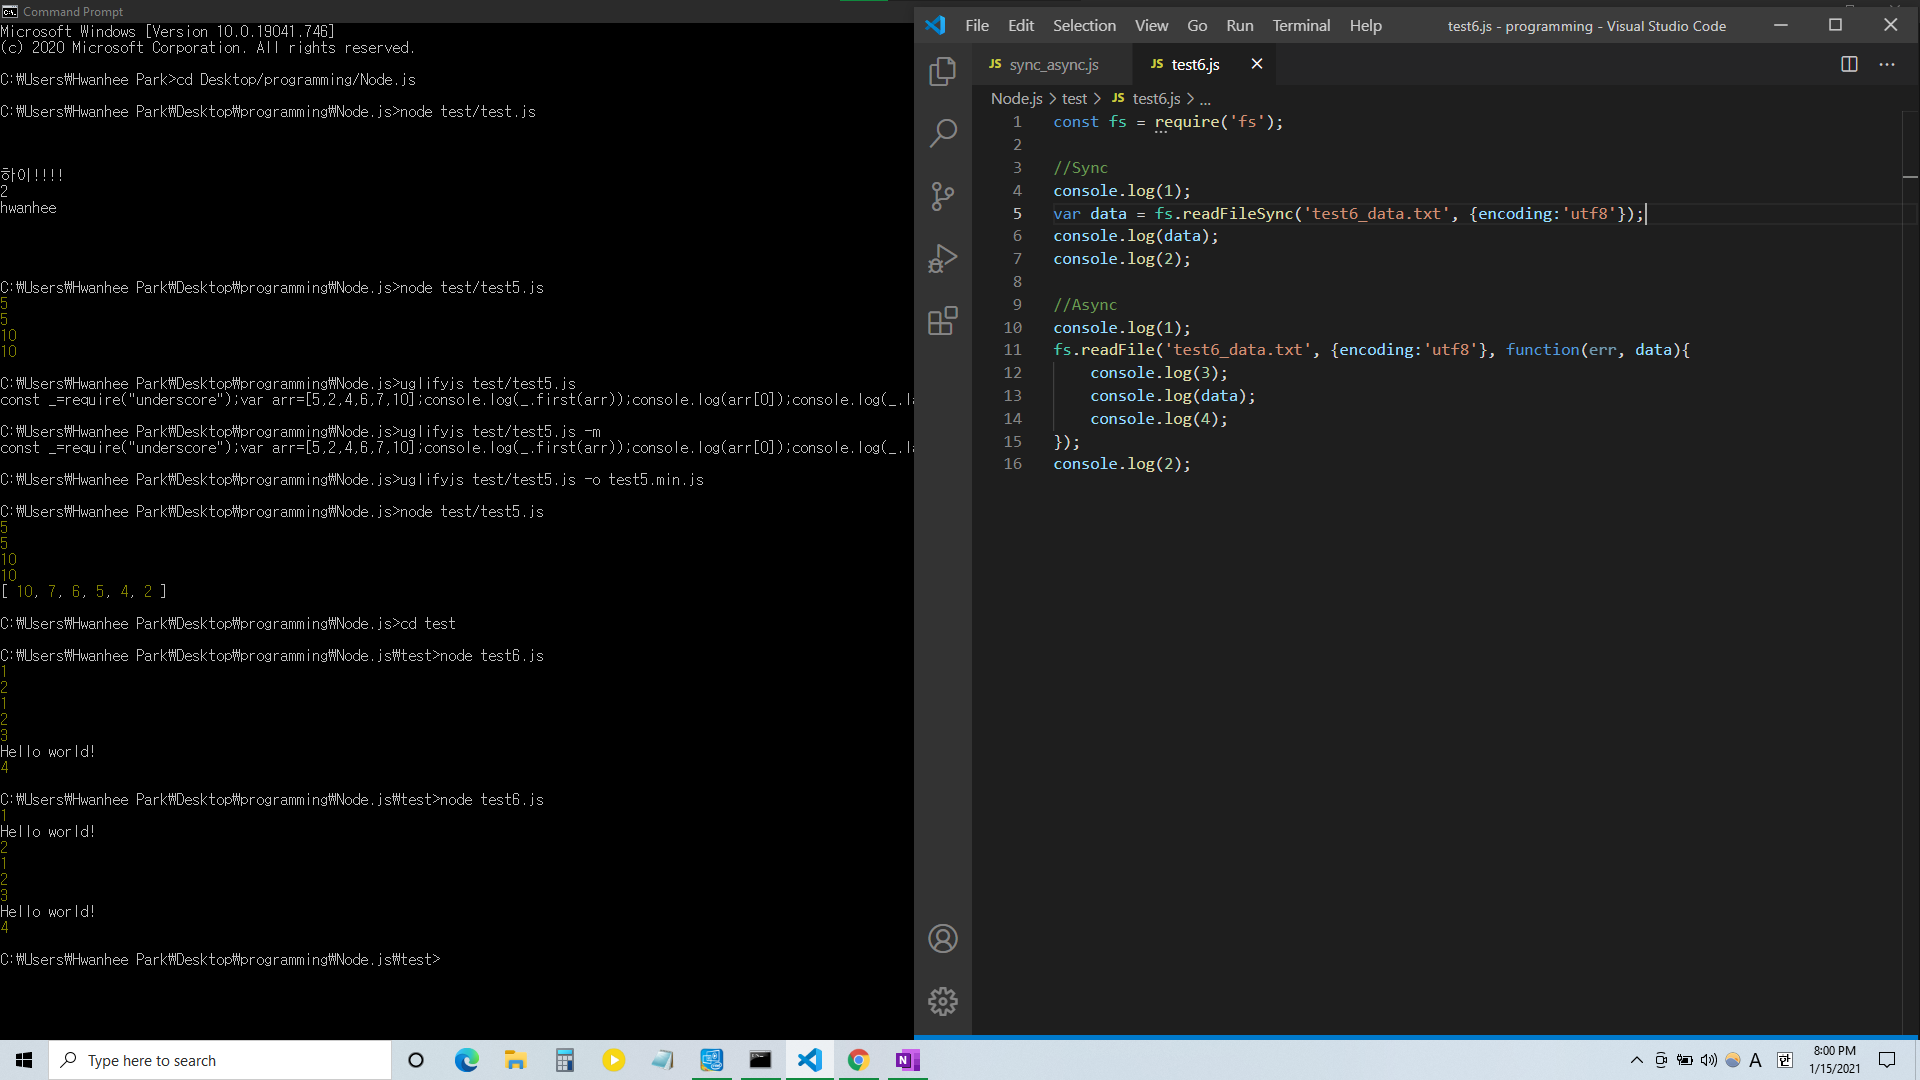 Command Prompt
Microsoft Windows [Version 10.0.19041.746]
(c) 2020 Microsoft Corporation. All rights reserved.
C:₩Users₩Hwanhee Park>cd Desktop/programming/Node.js
C:₩Users₩Hwanhee Park₩Desktop₩programming₩Node.js>node test/test.js
하이!!!!
2
hwanhee
C:₩Users₩Hwanhee Park₩Desktop₩programming₩Node.js>node test/test5.js
5
5
10
10
C:₩Users₩Hwanhee Park₩Desktop₩programming₩Node.js>uglifyjs test/test5.js
const _=require("underscore");var arr=[5,2,4,6,7,10];console.log(_.first(arr));console.log(arr[0]);console.log(_.la
C:₩Users₩Hwanhee Park₩Desktop₩programming₩Node.js>uglifyjs test/test5.js -m
const _=require("underscore");var arr=[5,2,4,6,7,10];console.log(_.first(arr));console.log(arr[0]);console.log(_.la
C:₩Users₩Hwanhee Park₩Desktop₩programming₩Node.js>uglifyjs test/test5.js -o test5.min.js
C:₩Users₩Hwanhee Park₩Desktop₩programming₩Node.js>node test/test5.js
5
5
10
10
[ 10, 7, 6, 5, 4, 2 ]
C:₩Users₩Hwanhee Park₩Desktop₩programming₩Node.js>cd test
C:₩Users₩Hwanhee Park₩Desktop₩programming₩Node.js₩test>node test6.js
1
2
1
2
3
Hello world!
4
C:₩Users₩Hwanhee Park₩Desktop₩programming₩Node.js₩test>node test6.js
1
Hello world!
2
1
2
3
Hello world!
4
C:₩Users₩Hwanhee Park₩Desktop₩programming₩Node.js₩test>
File Edit Selection View Go Run Terminal Help test6.js - programming - Visual Studio Code
JS sync_async.js JS test6.js
Node.js > test > JS test6.js > ...
1 const fs = require('fs');
2
3 //Sync
4 console.log(1);
5 var data = fs.readFileSync('test6_data.txt', {encoding:'utf8'});
6 console.log(data);
7 console.log(2);
8
9 //Async
10 console.log(1);
11 fs.readFile('test6_data.txt', {encoding:'utf8'}, function(err, data){
12 console.log(3);
13 console.log(data);
14 console.log(4);
15 });
16 console.log(2);
Type here to search
A 한 8:00 PM
1/15/2021